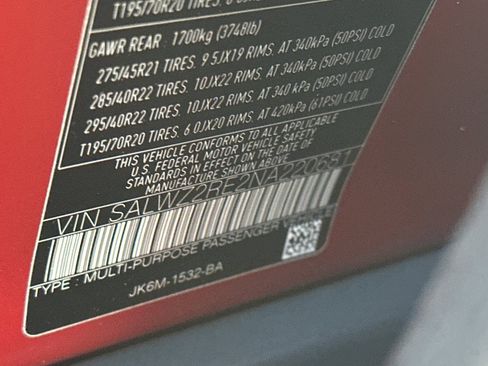 T195/70R20 TIRES. 6.0J
GAWR REAR : 1700kg (3748lb)
275/45R21 TIRES. 9 5JX19 RIMS. AT 340kPa (50PSI) COLD
285/40R22 TIRES. 10JX22 RIMS. AT 340kPa (50PSI) COLD
295/40R22 TIRES. 10JX22 RIMS. AT 340 kPa (50PSI) COLD
T195/70R20 TIRES. 6 0JX20 RIMS. AT 420kPa (61PSI) COLD
THIS VEHICLE CONFORMS TO ALL APPLICABLE
U.S. FEDERAL MOTOR VEHICLE SAFETY
STANDARDS IN EFFECT ON THE DATE OF
MANUFACTURE SHOWN ABOVE
VIN SALWZ2RE2NA220681
TYPE : MULTI-PURPOSE PASSENGER VEHICLE
JK6M-1532-BA